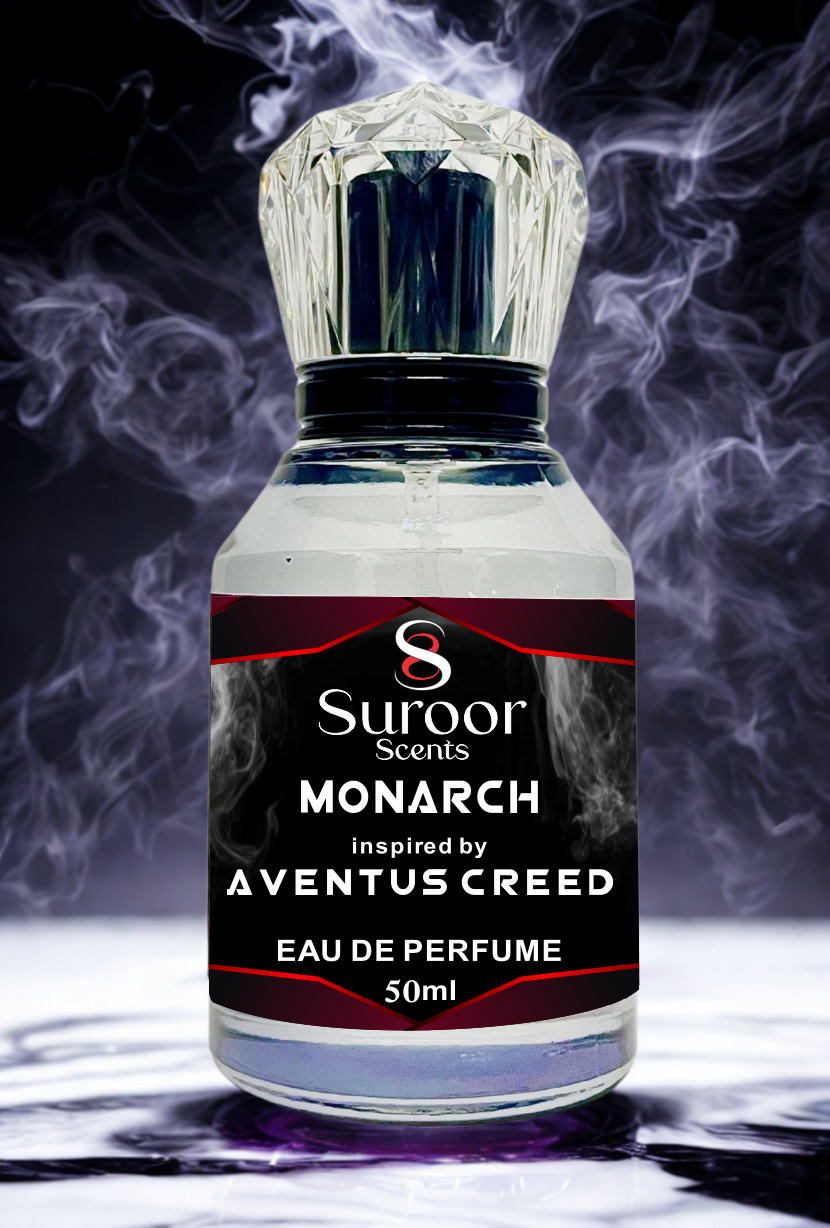 Suroor
Scents
MONARCH
inspired by
AVENTUS CREED
EAU DE PERFUME
50ml